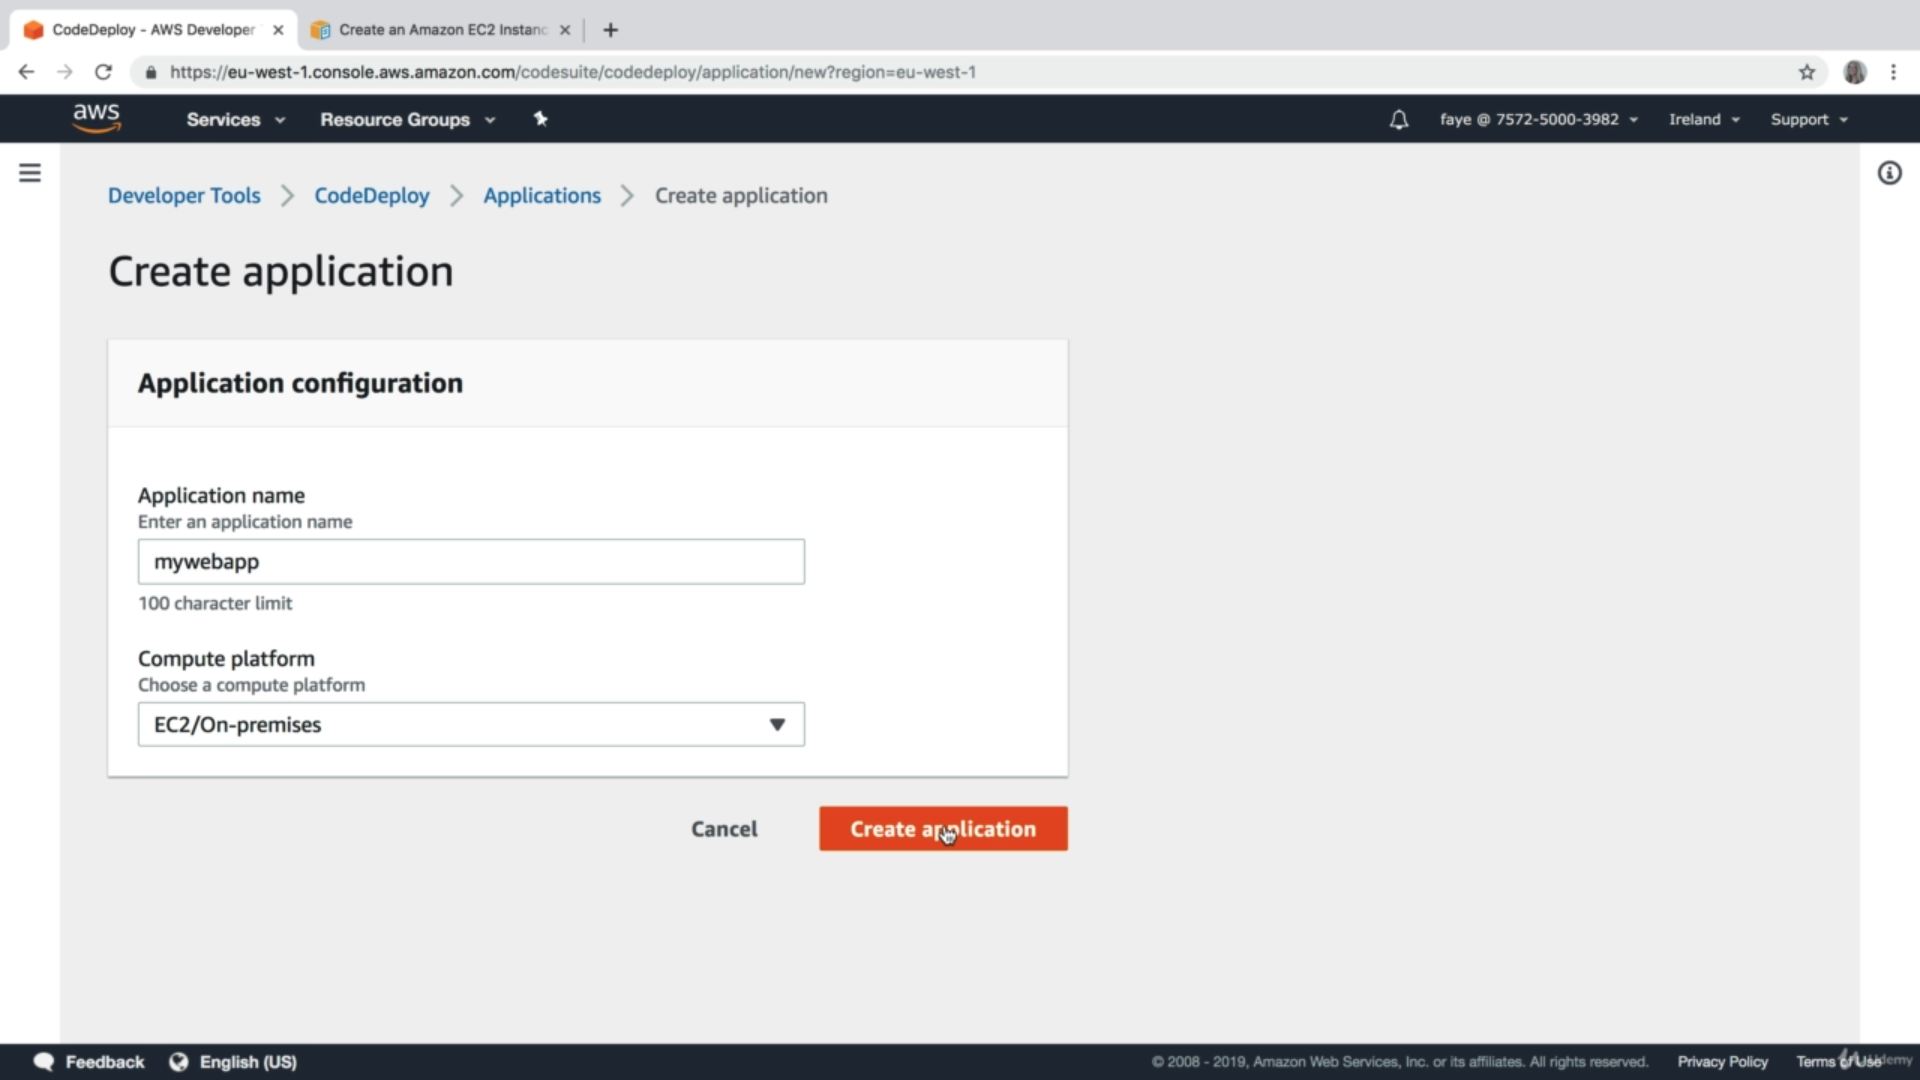 CodeDeploy - AWS Developer
Create an Amazon EC2 Instanc
https://eu-west-1.console.aws.amazon.com/codesuite/codedeploy/application/new?region=eu-west-1
aws
Services
Resource Groups
faye @ 7572-5000-3982
Ireland
Support
Developer Tools
CodeDeploy
Applications
Create application
Create application
Application configuration
Application name
Enter an application name
mywebapp
100 character limit
Compute platform
Choose a compute platform
EC2/On-premises
Cancel
Create application
Feedback
English (US)
© 2008 - 2019, Amazon Web Services, Inc. or its affiliates. All rights reserved.
Privacy Policy
Terms of Use